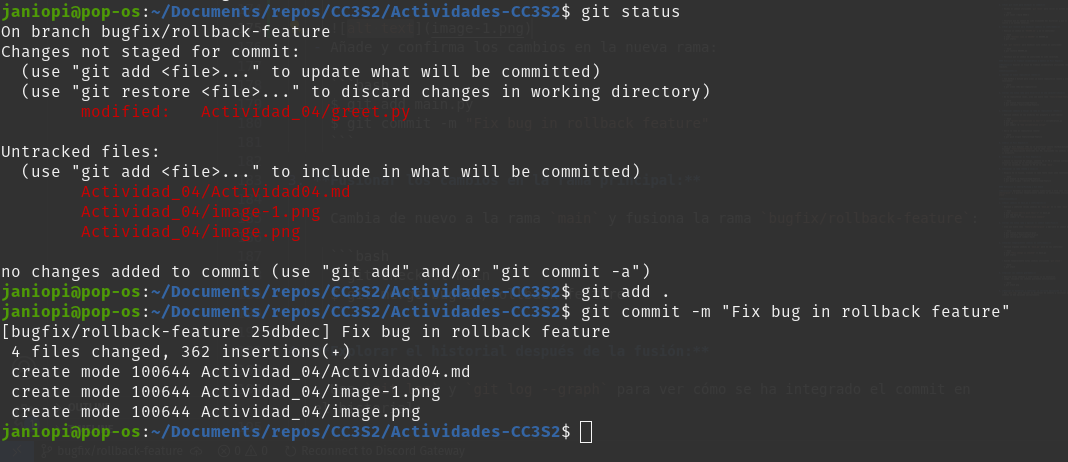 janiopi@pop-os:~/Documents/repos/CC3S2/Actividades-CC3S2$ git status
On branch bugfix/rollback-feature
Changes not staged for commit:
  (use "git add <file>..." to update what will be committed)
  (use "git restore <file>..." to discard changes in working directory)
        modified:   Actividad_04/greet.py

Untracked files:
  (use "git add <file>..." to include in what will be committed)
        Actividad_04/Actividad04.md
        Actividad_04/image-1.png
        Actividad_04/image.png

no changes added to commit (use "git add" and/or "git commit -a")
janiopi@pop-os:~/Documents/repos/CC3S2/Actividades-CC3S2$ git add .
janiopi@pop-os:~/Documents/repos/CC3S2/Actividades-CC3S2$ git commit -m "Fix bug in rollback feature"
[bugfix/rollback-feature 25dbdec] Fix bug in rollback feature
 4 files changed, 362 insertions(+)
 create mode 100644 Actividad_04/Actividad04.md
 create mode 100644 Actividad_04/image-1.png
 create mode 100644 Actividad_04/image.png
janiopi@pop-os:~/Documents/repos/CC3S2/Actividades-CC3S2$